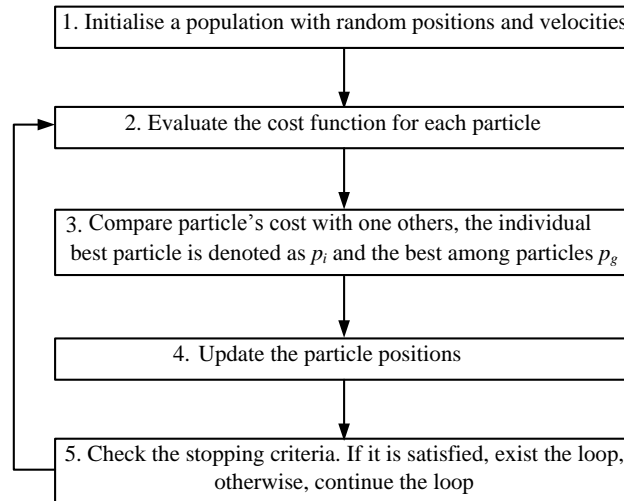 1. Initialise a population with random positions and velocities
2. Evaluate the cost function for each particle
3. Compare particle's cost with one others, the individual
best particle is denoted as pi and the best among particles pg
4. Update the particle positions
5. Check the stopping criteria. If it is satisfied, exist the loop,
otherwise, continue the loop